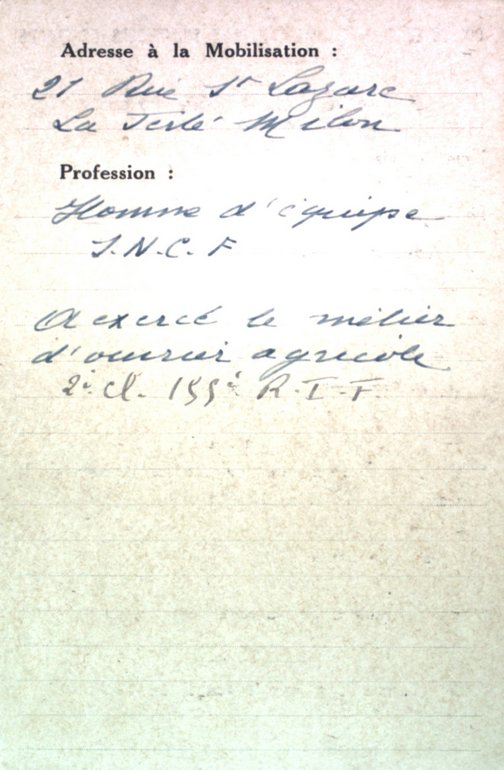 Adresse à la Mobilisation :
21 Rue St Lazare
La Ferté Milon
Profession :
Homme d'équipe
S.N.C.F
A exercé le métier
d'ouvrier agricole
2e Cl. 155e R.I.F